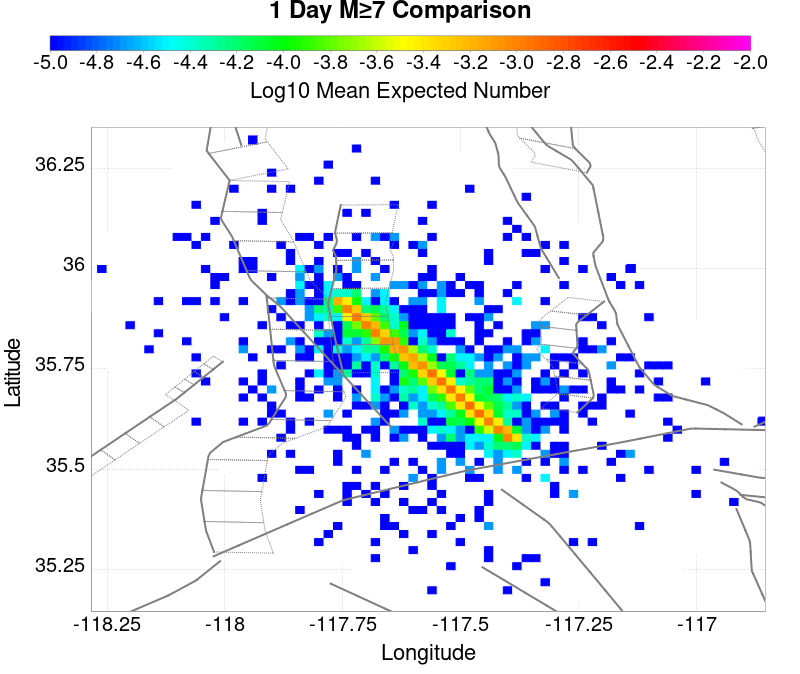 1 Day M≥7 Comparison
-5.0 -4.8 -4.6 -4.4 -4.2 -4.0 -3.8 -3.6 -3.4 -3.2 -3.0 -2.8 -2.6 -2.4 -2.2 -2.0
Log10 Mean Expected Number
36.25
36
35.75
35.5
35.25
Latitude
-118.25 -118 -117.75 -117.5 -117.25 -117
Longitude